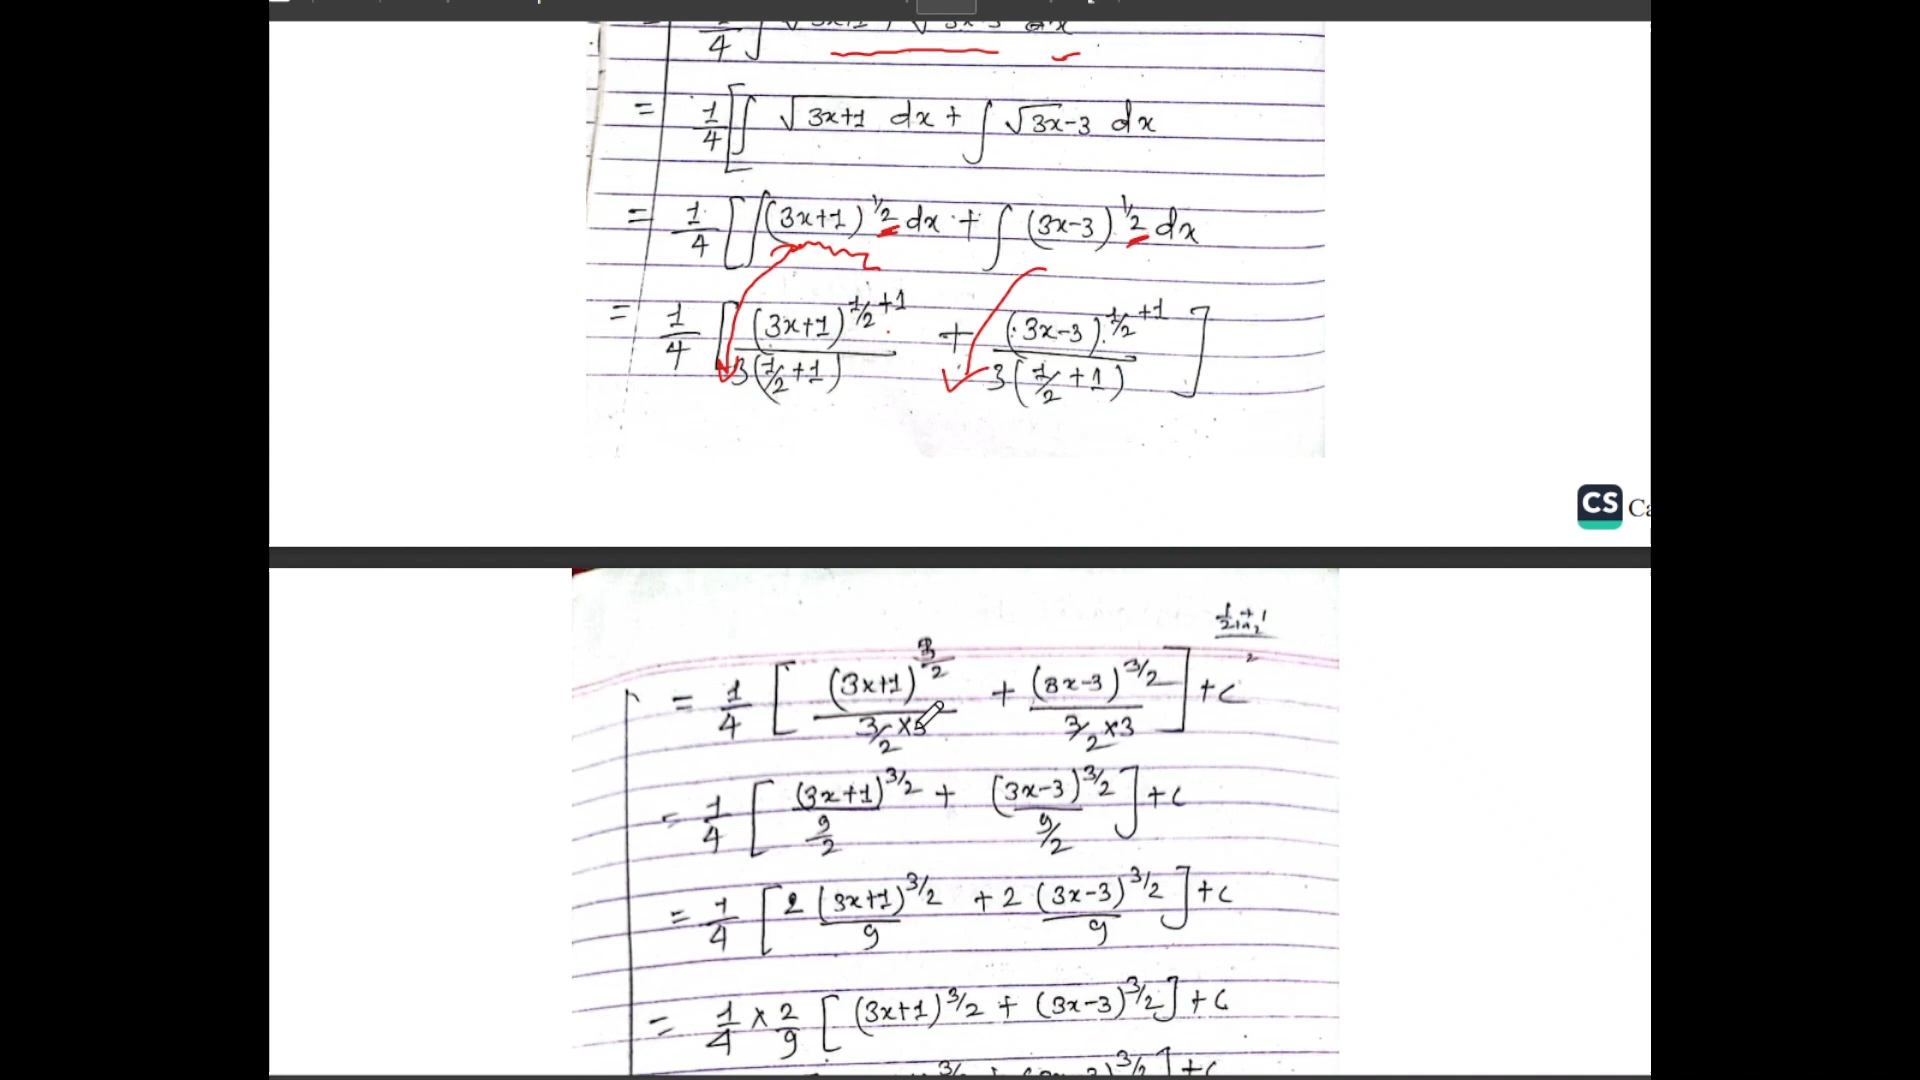 = 1/4 [∫ √3x+1 dx + ∫ √3x-3 dx
= 1/4 [∫(3x+1)^1/2 dx + ∫ (3x-3)^1/2 dx
= 1/4 [(3x+1)^1/2+1 / 3(1/2+1) + (3x-3)^1/2+1 / 3(1/2+1)]
CS
= 1/4 [(3x+1)^3/2 / 3/2×3 + (3x-3)^3/2 / 3/2×3] + c
= 1/4 [(3x+1)^3/2 / 9/2 + (3x-3)^3/2 / 9/2] + c
= 1/4 [2(3x+1)^3/2 / 9 + 2(3x-3)^3/2 / 9] + c
= 1/4 × 2/9 [(3x+1)^3/2 + (3x-3)^3/2] + c